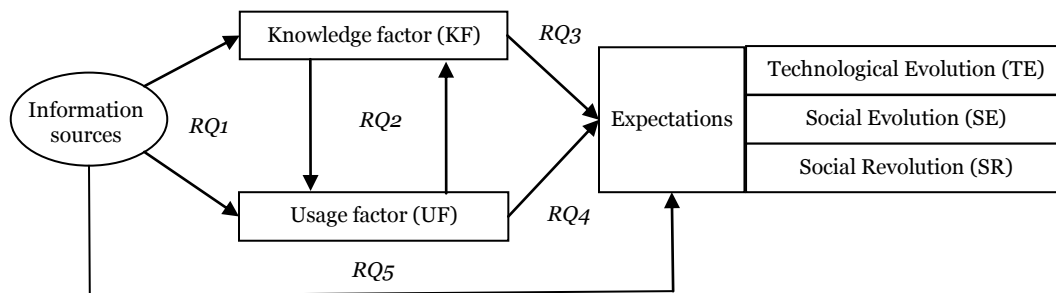 Knowledge factor (KF)
RQ3
Technological Evolution (TE)
Information
sources
RQ1
RQ2
Expectations
Social Evolution (SE)
Social Revolution (SR)
Usage factor (UF)
RQ4
RQ5